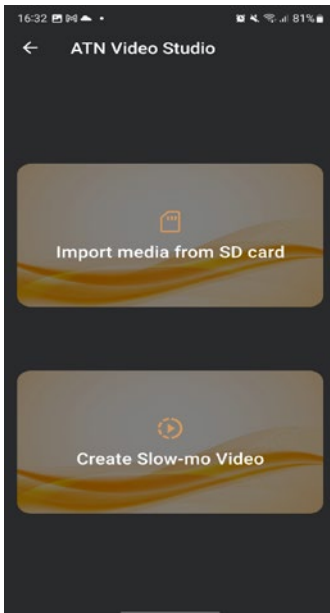 16:32 81%
ATN Video Studio
Import media from SD card
Create Slow-mo Video